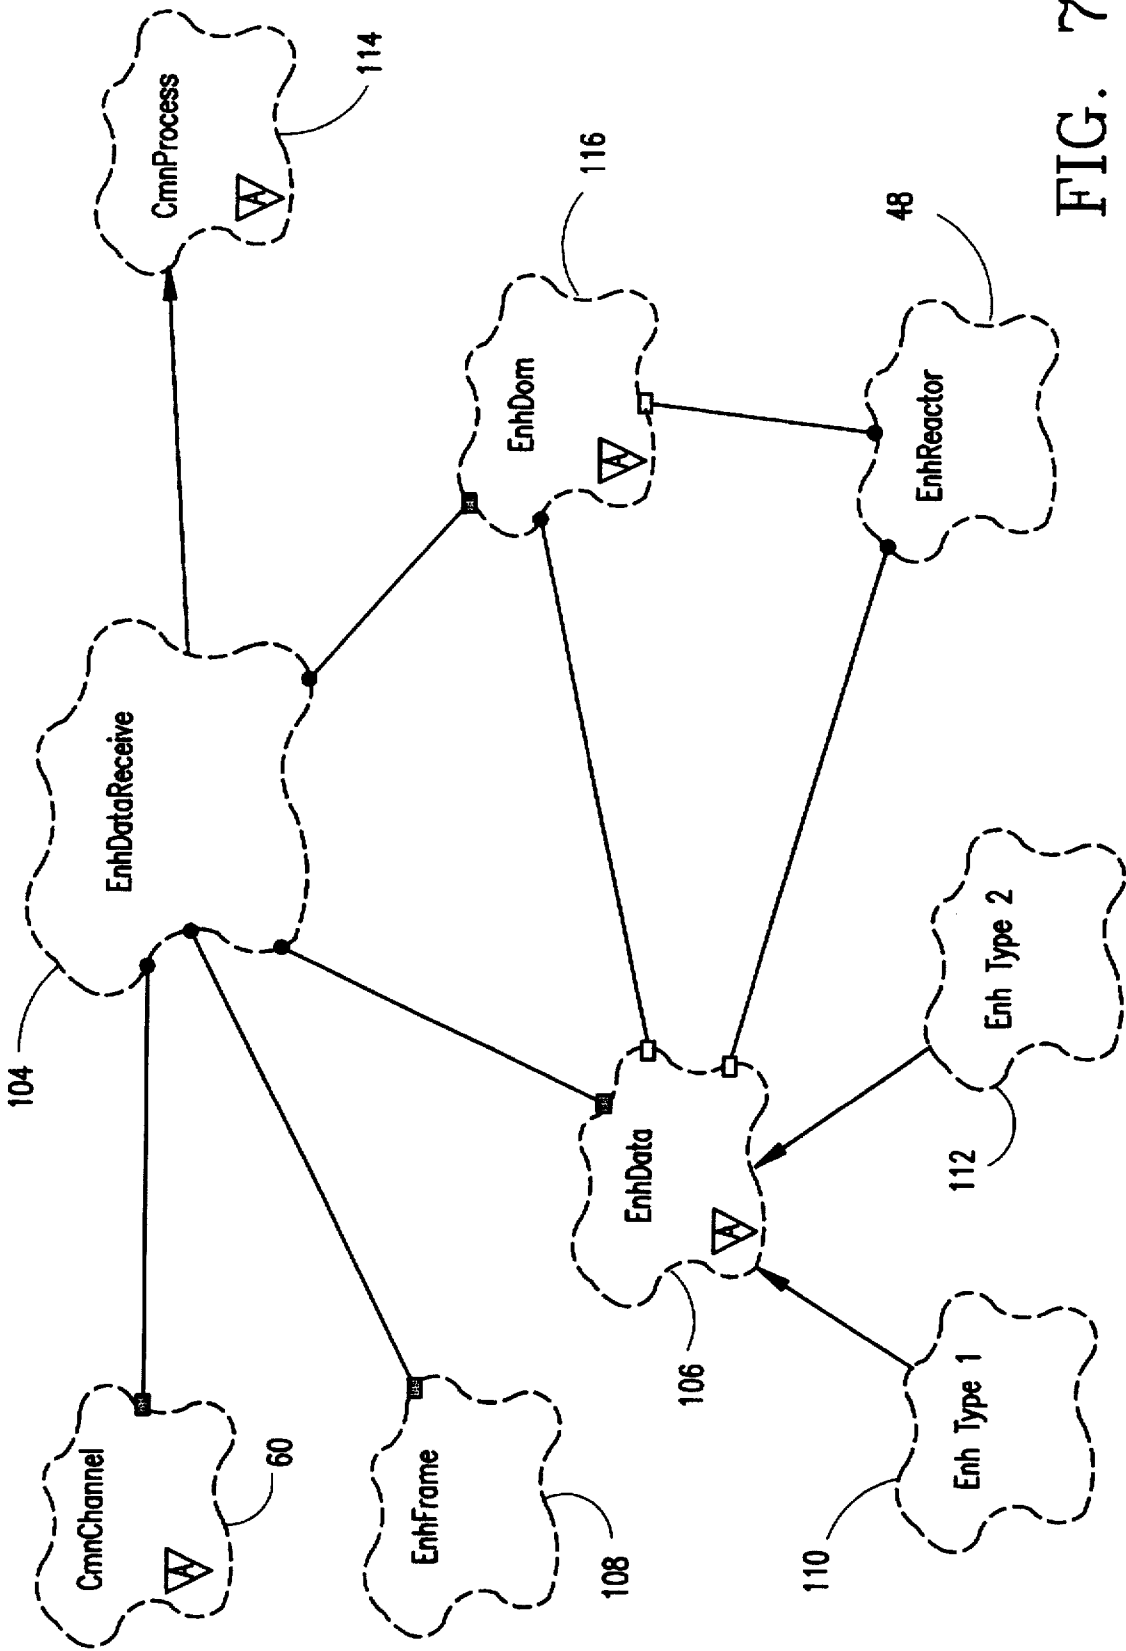 104
EnhDataReceive
CmnProcess
A
114
CmnChannel
A
60
EnhFrame
108
EnhData
A
106
EnhDom
A
116
EnhReactor
48
Enh Type 1
110
Enh Type 2
112
FIG. 7